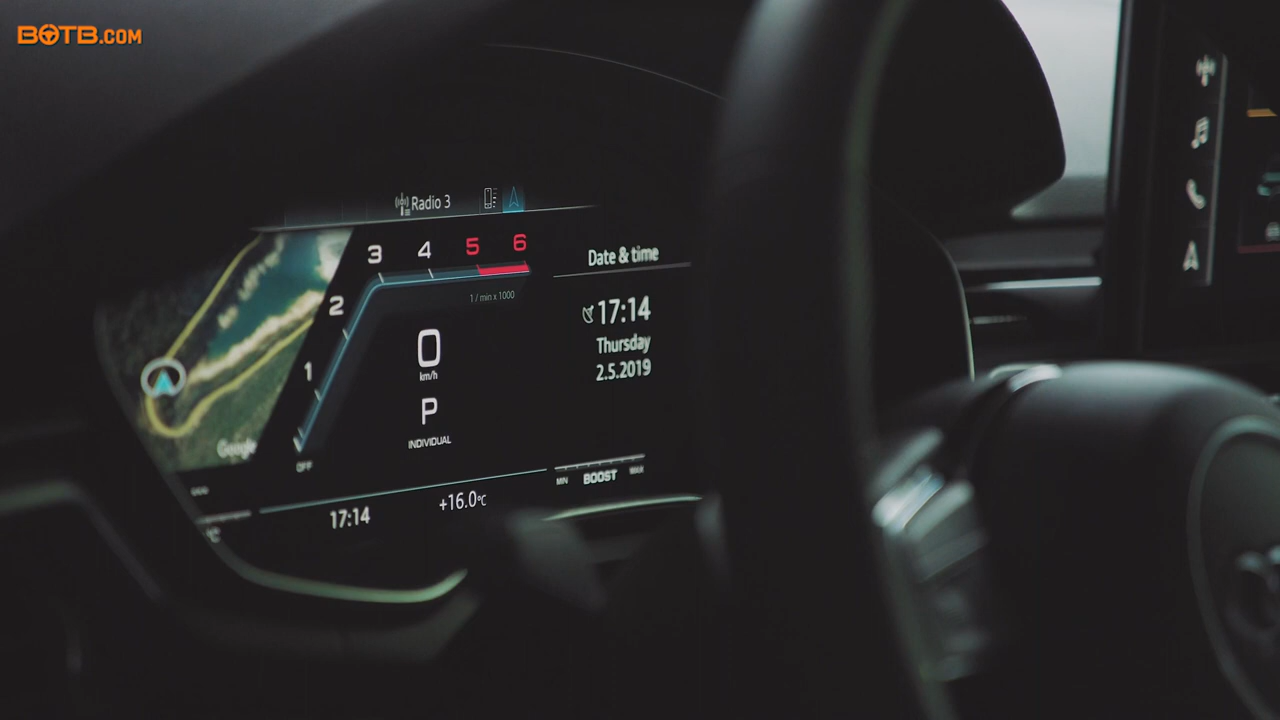 BOTB.COM
Radio 3
3 4 5 6
2
1
OFF
1 / min x 1000
0
km/h
P
INDIVIDUAL
Google
Date & time
17:14
Thursday
2.5.2019
MIN BOOST MAX
17:14
+16.0°C
°C